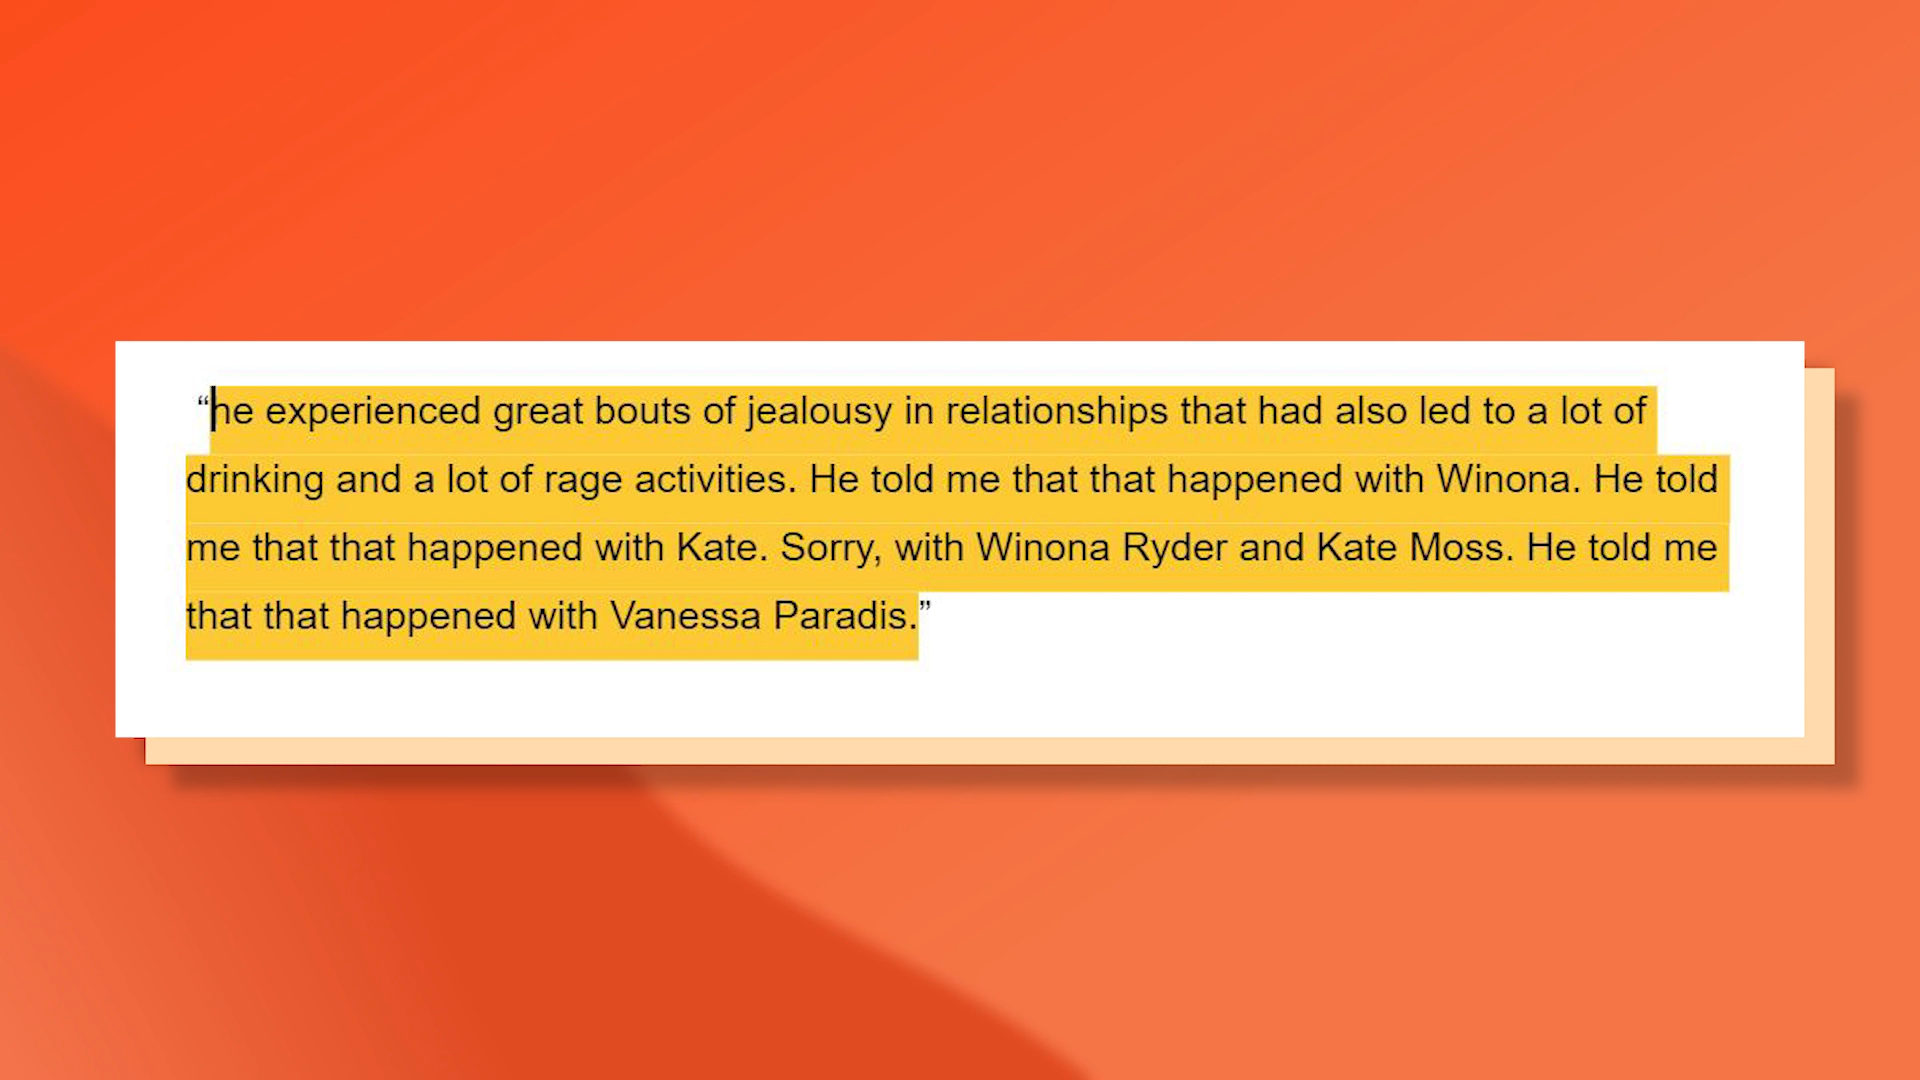 “he experienced great bouts of jealousy in relationships that had also led to a lot of
drinking and a lot of rage activities. He told me that that happened with Winona. He told
me that that happened with Kate. Sorry, with Winona Ryder and Kate Moss. He told me
that that happened with Vanessa Paradis.”